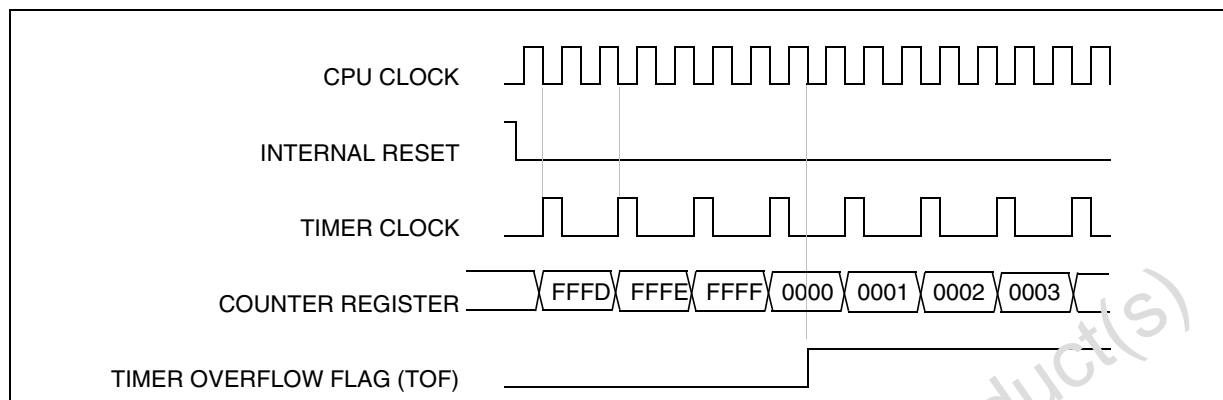 CPU CLOCK
INTERNAL RESET
TIMER CLOCK
COUNTER REGISTER
FFFD FFFE FFFF 0000 0001 0002 0003
TIMER OVERFLOW FLAG (TOF)
duct(s)